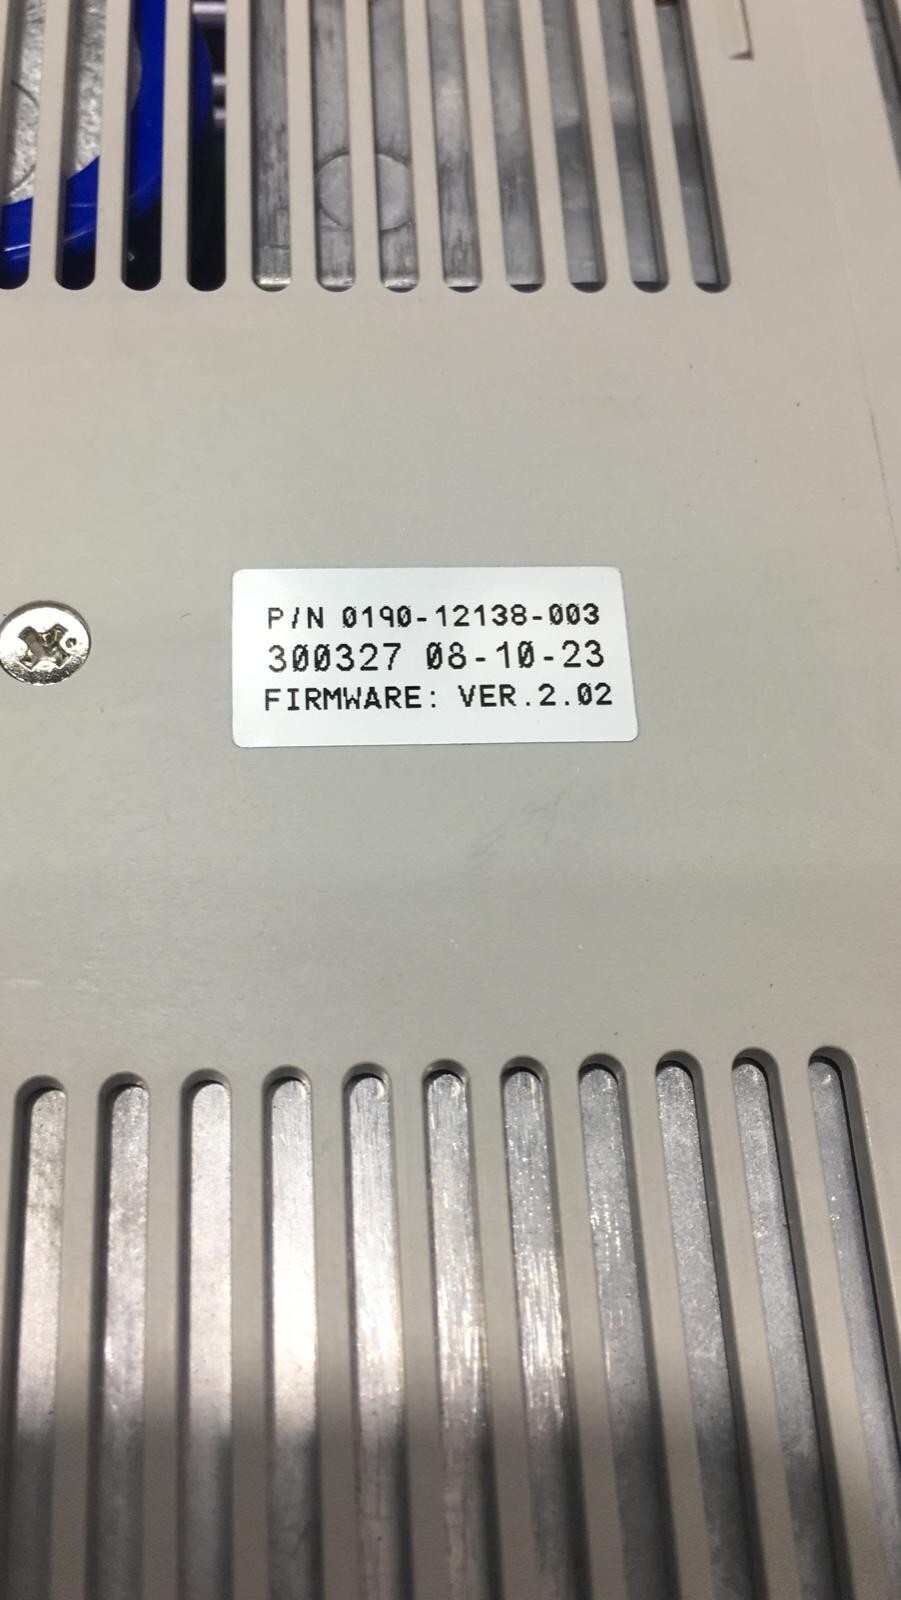 P/N 0190-12138-003
300327 08-10-23
FIRMWARE: VER.2.02